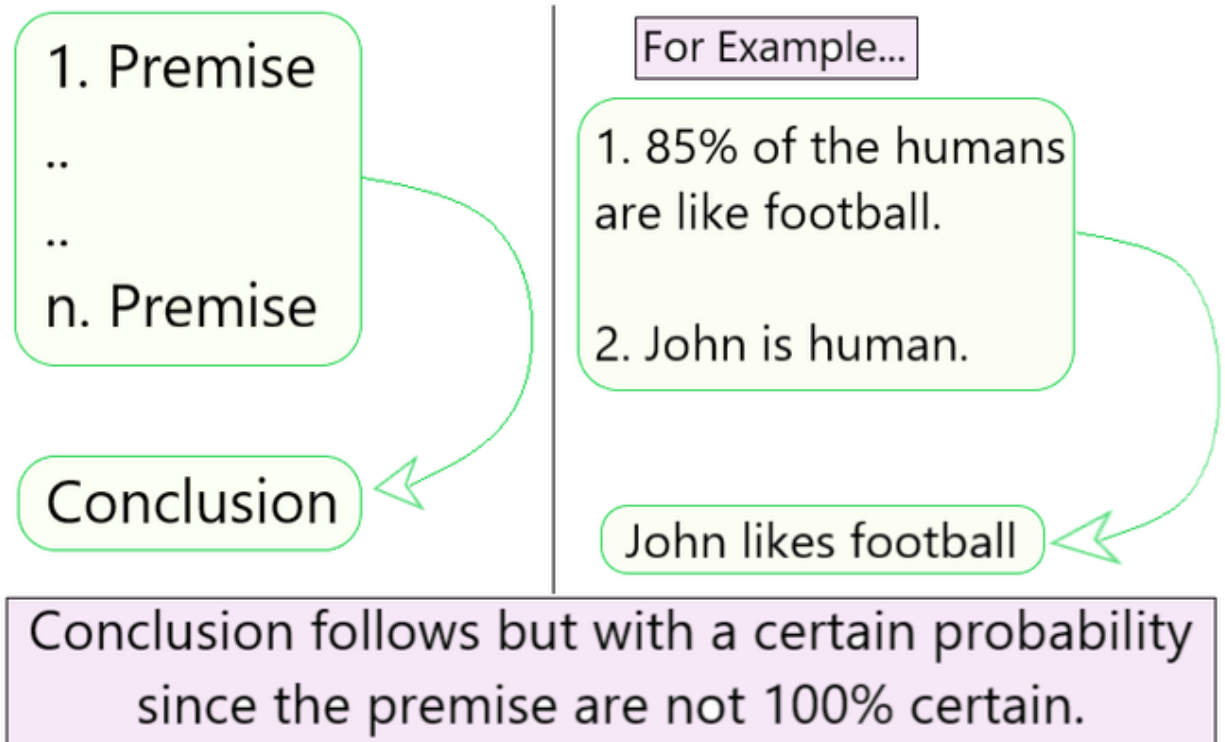 1. Premise
..
..
n. Premise
Conclusion
For Example...
1. 85% of the humans
are like football.
2. John is human.
John likes football
Conclusion follows but with a certain probability
since the premise are not 100% certain.